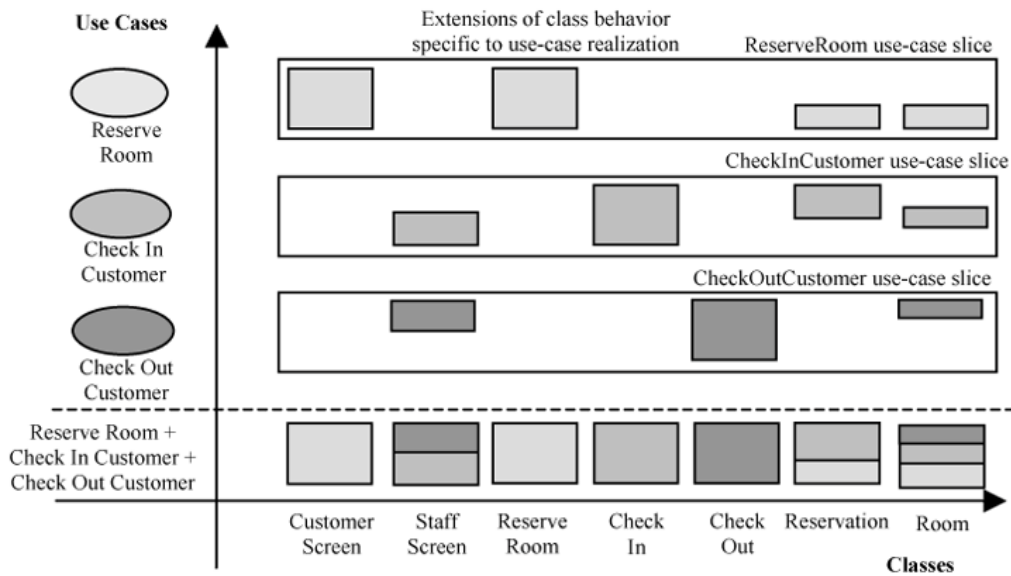 Use Cases
Extensions of class behavior
specific to use-case realization
ReserveRoom use-case slice
Reserve
Room
CheckInCustomer use-case slice
Check In
Customer
CheckOutCustomer use-case slice
Check Out
Customer
Reserve Room +
Check In Customer +
Check Out Customer
Customer
Screen
Staff
Screen
Reserve
Room
Check
In
Check
Out
Reservation
Room
Classes